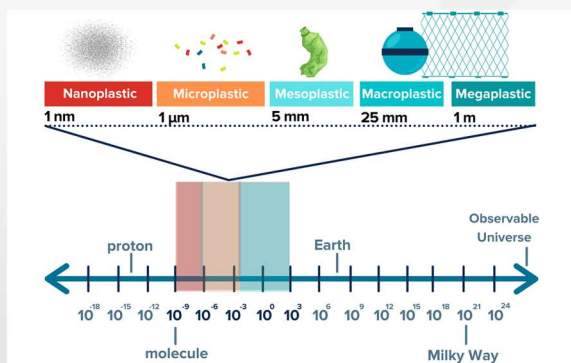 Nanoplastic Microplastic Mesoplastic Macroplastic Megaplastic
1 nm 1 μm 5 mm 25 mm 1 m
Observable
Universe
proton Earth
10⁻¹⁸ 10⁻¹⁵ 10⁻¹² 10⁻⁹ 10⁻⁶ 10⁻³ 10⁰ 10³ 10⁶ 10⁹ 10¹² 10¹⁵ 10¹⁸ 10²¹ 10²⁴
molecule Milky Way